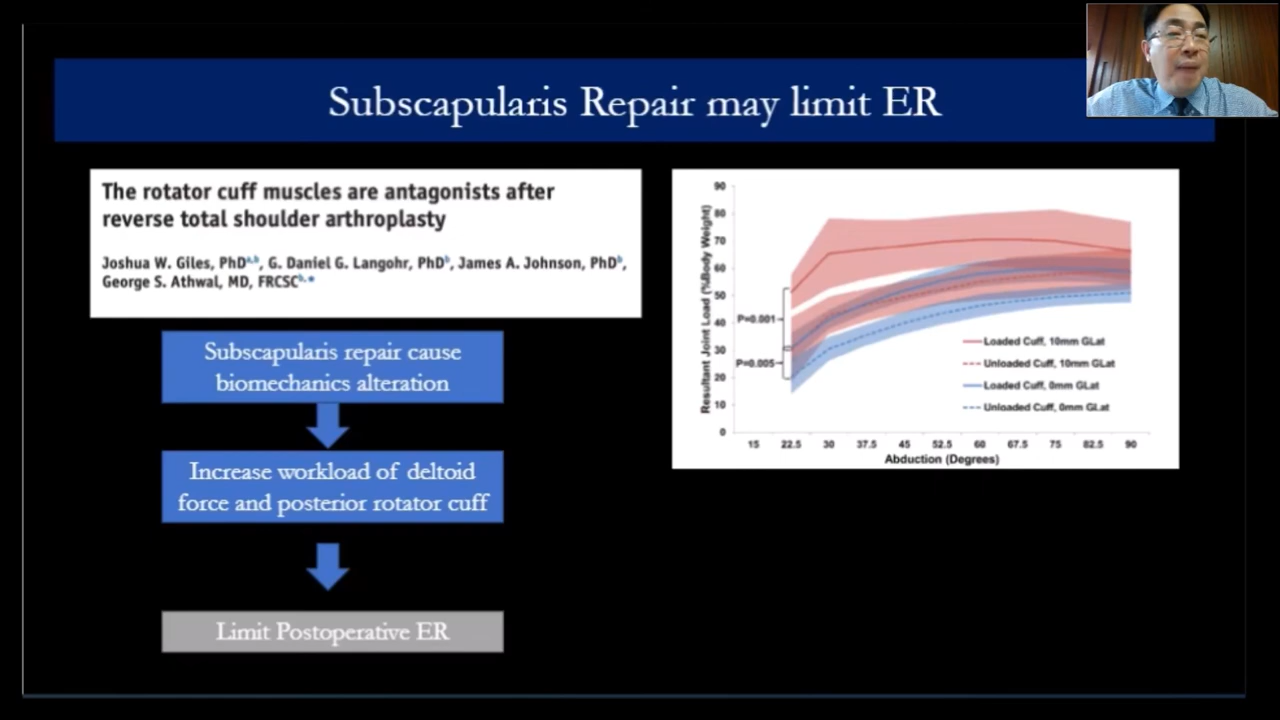 Subscapularis Repair may limit ER
The rotator cuff muscles are antagonists after
reverse total shoulder arthroplasty
Joshua W. Giles, PhDa,b, G. Daniel G. Langohr, PhDb, James A. Johnson, PhDb,
George S. Athwal, MD, FRCSCb,*
Subscapularis repair cause
biomechanics alteration
Increase workload of deltoid
force and posterior rotator cuff
Limit Postoperative ER
Resultant Joint Load (%Body Weight)
90
80
70
60
50
40
30
20
10
0
P=0.001
P=0.005
Loaded Cuff, 10mm GLat
Unloaded Cuff, 10mm GLat
Loaded Cuff, 0mm GLat
Unloaded Cuff, 0mm GLat
15 22.5 30 37.5 45 52.5 60 67.5 75 82.5 90
Abduction (Degrees)